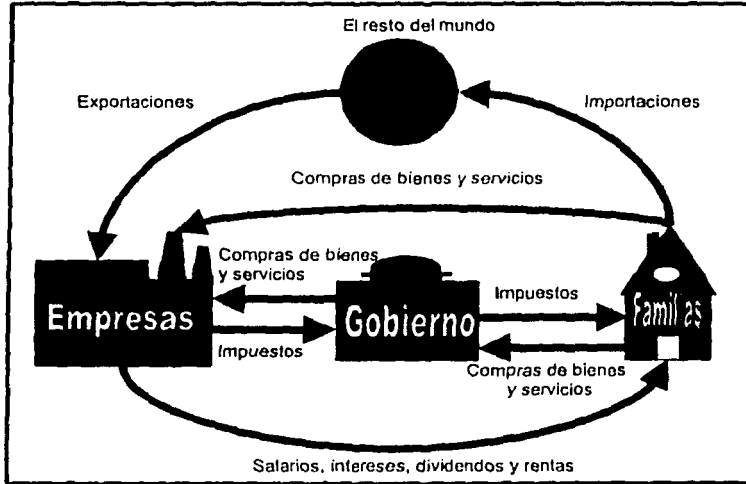 El resto del mundo
Exportaciones
Importaciones
Compras de bienes y servicios
Compras de bienes
y servicios
Empresas
Gobierno
Impuestos
Familias
Impuestos
Compras de bienes
y servicios
Salarios, intereses, dividendos y rentas